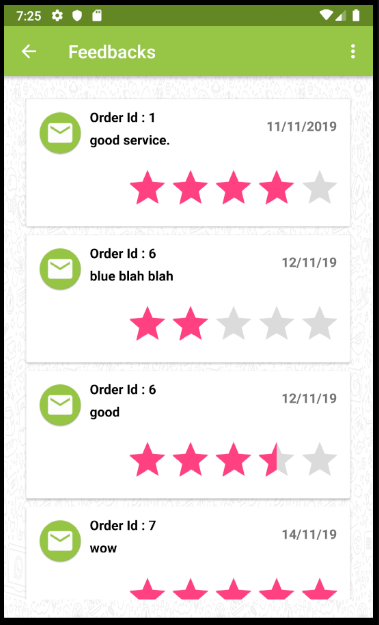 7:25
Feedbacks
Order Id : 1
11/11/2019
good service.
Order Id : 6
12/11/19
blue blah blah
Order Id : 6
12/11/19
good
Order Id : 7
14/11/19
wow